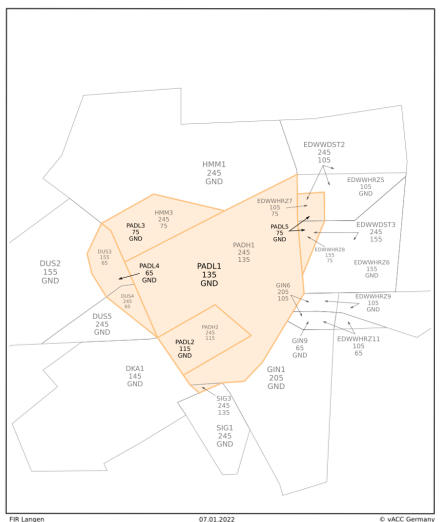 EDWWDST2
245
105
HMM1
245
GND
EDWWHRZ5
105
GND
EDWWHRZ7
105
75
HMM3
245
75
PADL3
75
GND
PADL5
75
GND
EDWWDST3
245
155
PADH1
245
135
DUS3
155
65
EDWWHRZ8
155
75
DUS2
155
GND
PADL4
65
GND
PADL1
135
GND
EDWWHRZ6
155
GND
GIN6
205
105
DUS4
245
65
EDWWHRZ9
105
GND
DUS5
245
GND
PADH2
245
115
PADL2
115
GND
GIN9
65
GND
EDWWHRZ11
105
65
DKA1
145
GND
GIN1
205
GND
SIG3
245
135
SIG1
245
GND
FIR Langen
07.01.2022
© vACC Germany